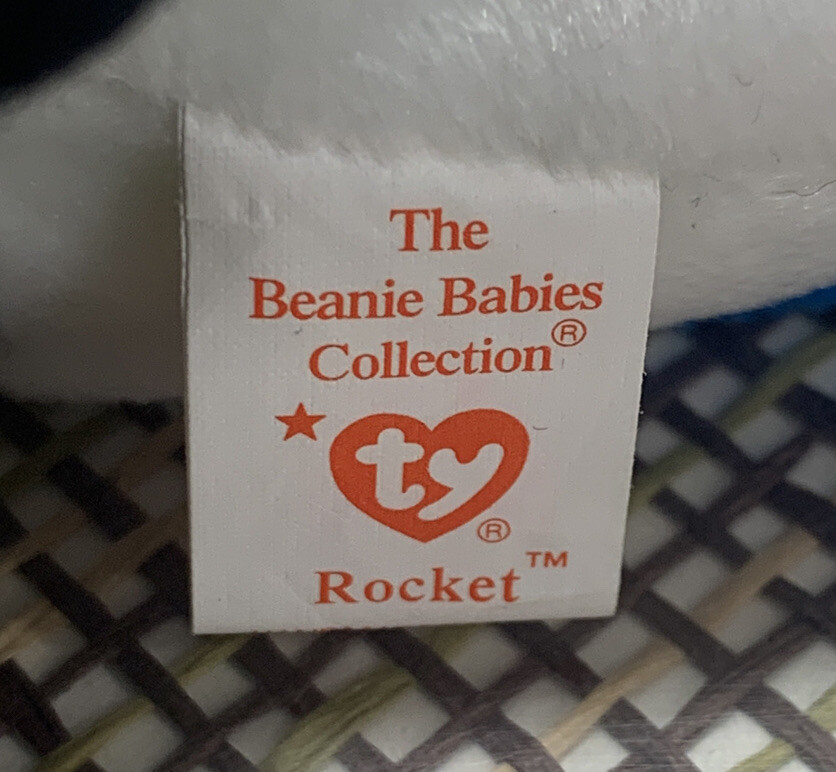 The
Beanie Babies
Collection®
ty®
Rocket™